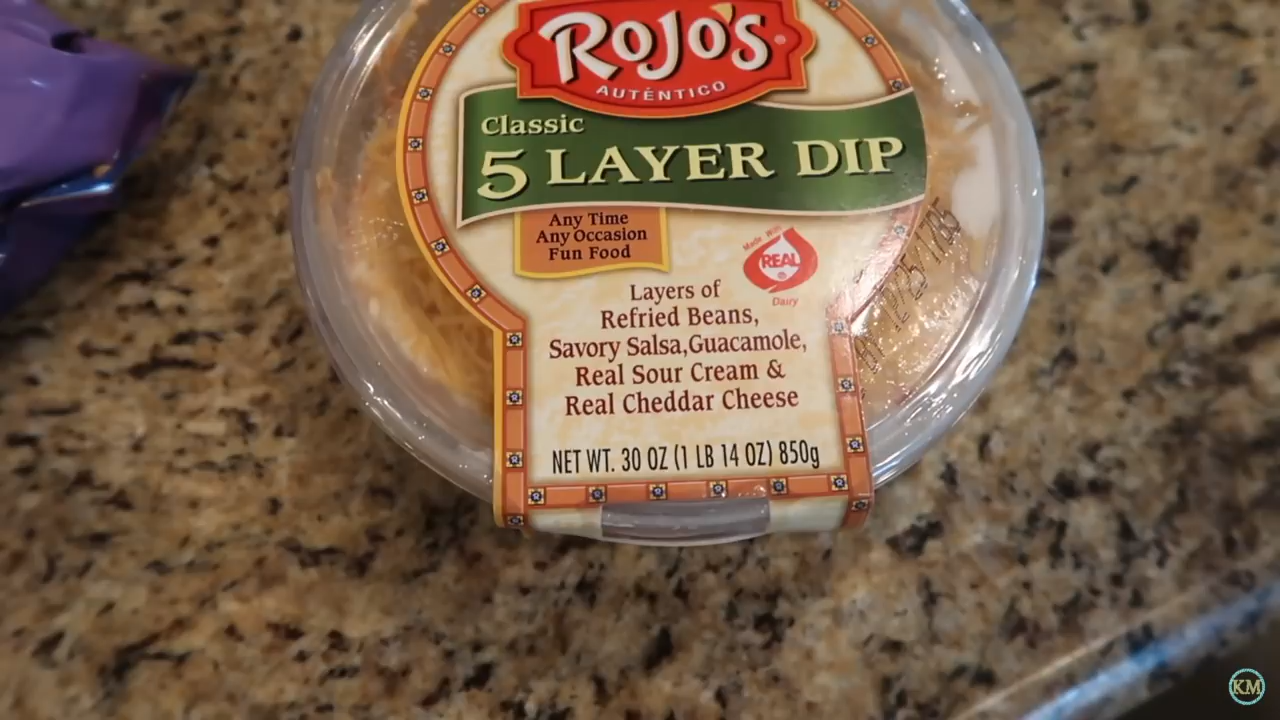 ROJO'S
AUTÉNTICO
Classic
5 LAYER DIP
Any Time
Any Occasion
Fun Food
Made With
REAL
Dairy
Layers of
Refried Beans,
Savory Salsa,Guacamole,
Real Sour Cream &
Real Cheddar Cheese
NET WT. 30 OZ (1 LB 14 OZ) 850g
KM